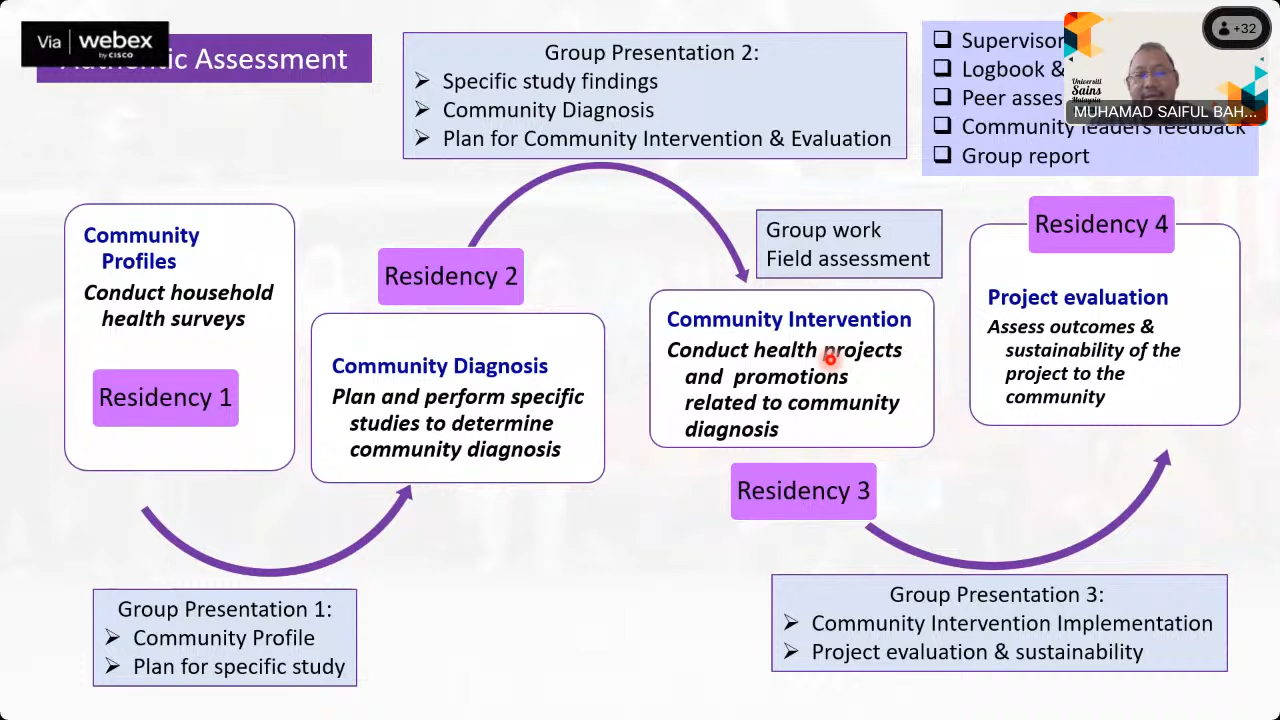 Via webex
by CISCO
Assessment
Group Presentation 2:
Specific study findings
Community Diagnosis
Plan for Community Intervention & Evaluation
Logbook &
Community leaders feedback
Group report
+32
Universiti
Sains
Malaysia
MUHAMAD SAIFUL BAH...
Community
Profiles
Conduct household
health surveys
Residency 1
Residency 2
Community Diagnosis
Plan and perform specific
studies to determine
community diagnosis
Group work
Field assessment
Community Intervention
Conduct health projects
and promotions
related to community
diagnosis
Residency 3
Residency 4
Project evaluation
Assess outcomes &
sustainability of the
project to the
community
Group Presentation 1:
Community Profile
Plan for specific study
Group Presentation 3:
Community Intervention Implementation
Project evaluation & sustainability